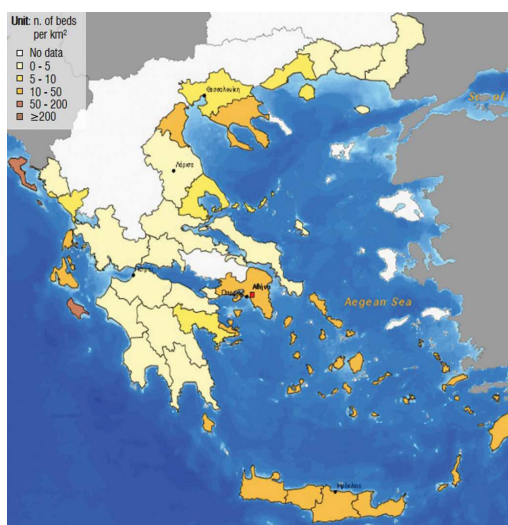 Unit: n. of beds
per km²
No data
0 - 5
5 - 10
10 - 50
50 - 200
≥200
Sea of
Θεσσαλονίκη
Λάρισα
Αθήνα
Aegean Sea
Ηράκλειο